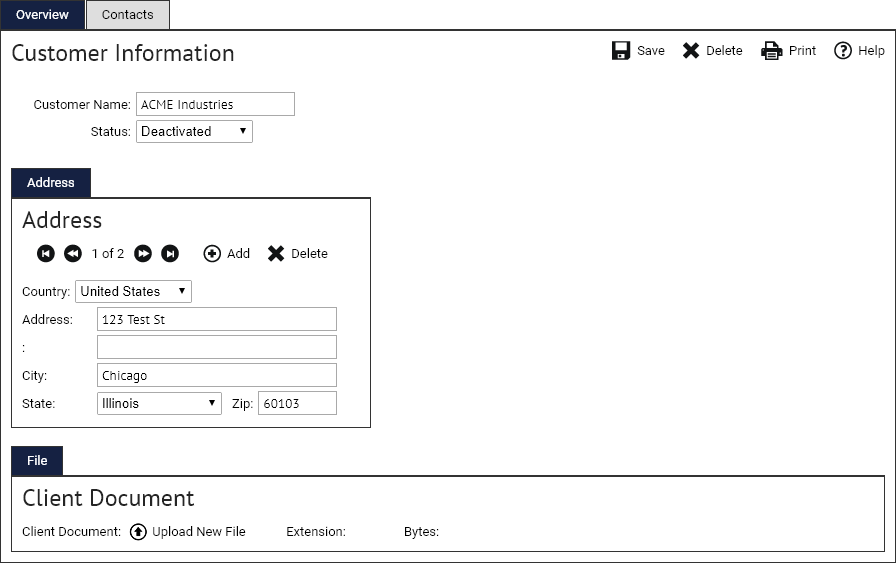 Overview Contacts
Customer Information Save Delete Print Help
Customer Name: ACME Industries
Status: Deactivated
Address
Address
1 of 2 Add Delete
Country: United States
Address: 123 Test St
:
City: Chicago
State: Illinois Zip: 60103
File
Client Document
Client Document: Upload New File Extension: Bytes: